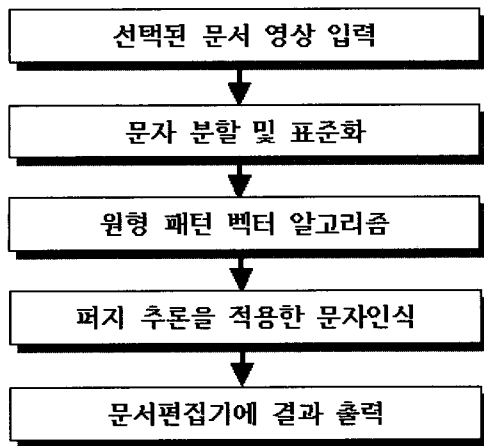 선택된 문서 영상 입력
문자 분할 및 표준화
원형 패턴 벡터 알고리즘
퍼지 추론을 적용한 문자인식
문서편집기에 결과 출력